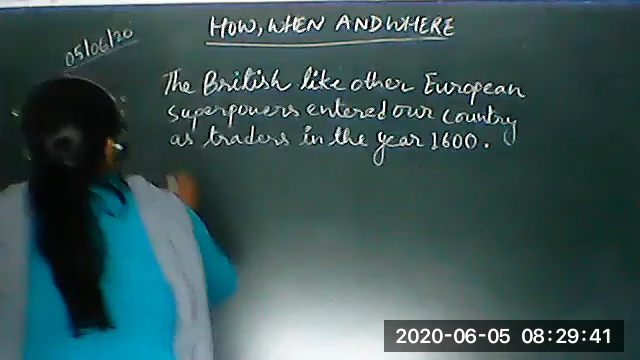 05/06/20
HOW, WHEN AND WHERE
The British like other European
superpowers entered our country
as traders in the year 1600.
2020-06-05 08:29:41